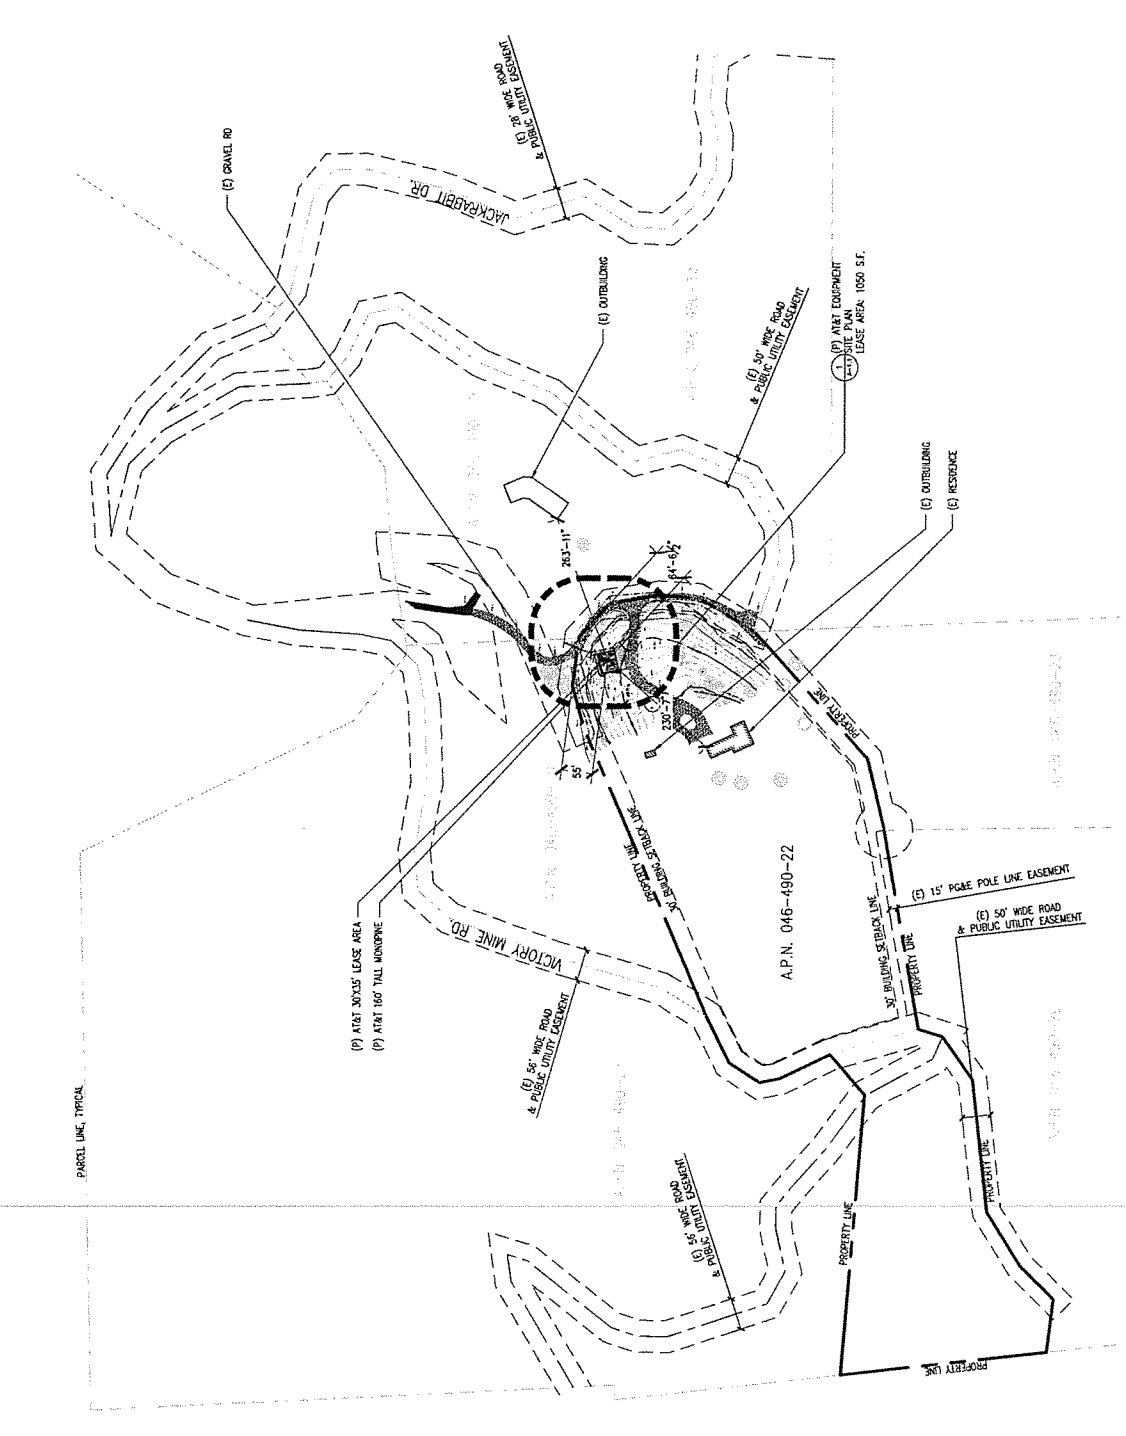 (E) 28' WIDE ROAD
& PUBLIC UTILITY EASEMENT
(E) GRAVEL RD
JACKRABBIT DR.
(E) OUTBUILDING
(E) 50' WIDE ROAD
& PUBLIC UTILITY EASEMENT
1
(P) AT&T EQUIPMENT
SITE PLAN
LEASE AREA: 1050 S.F.
(E) OUTBUILDING
(E) RESIDENCE
263'-11"
64'-6½"
230'-7"
55'
PROPERTY LINE
PROPERTY LINE
30' BUILDING SETBACK LINE
A.P.N. 046-490-22
(E) 15' PG&E POLE LINE EASEMENT
(E) 50' WIDE ROAD
& PUBLIC UTILITY EASEMENT
30' BUILDING SETBACK LINE
PROPERTY LINE
VICTORY MINE RD.
(P) AT&T 30'X35' LEASE AREA
(P) AT&T 160' TALL MONOPINE
(E) 56' WIDE ROAD
& PUBLIC UTILITY EASEMENT
PARCEL LINE, TYPICAL
(E) 56' WIDE ROAD
& PUBLIC UTILITY EASEMENT
PROPERTY LINE
PROPERTY LINE
PROPERTY
LINE